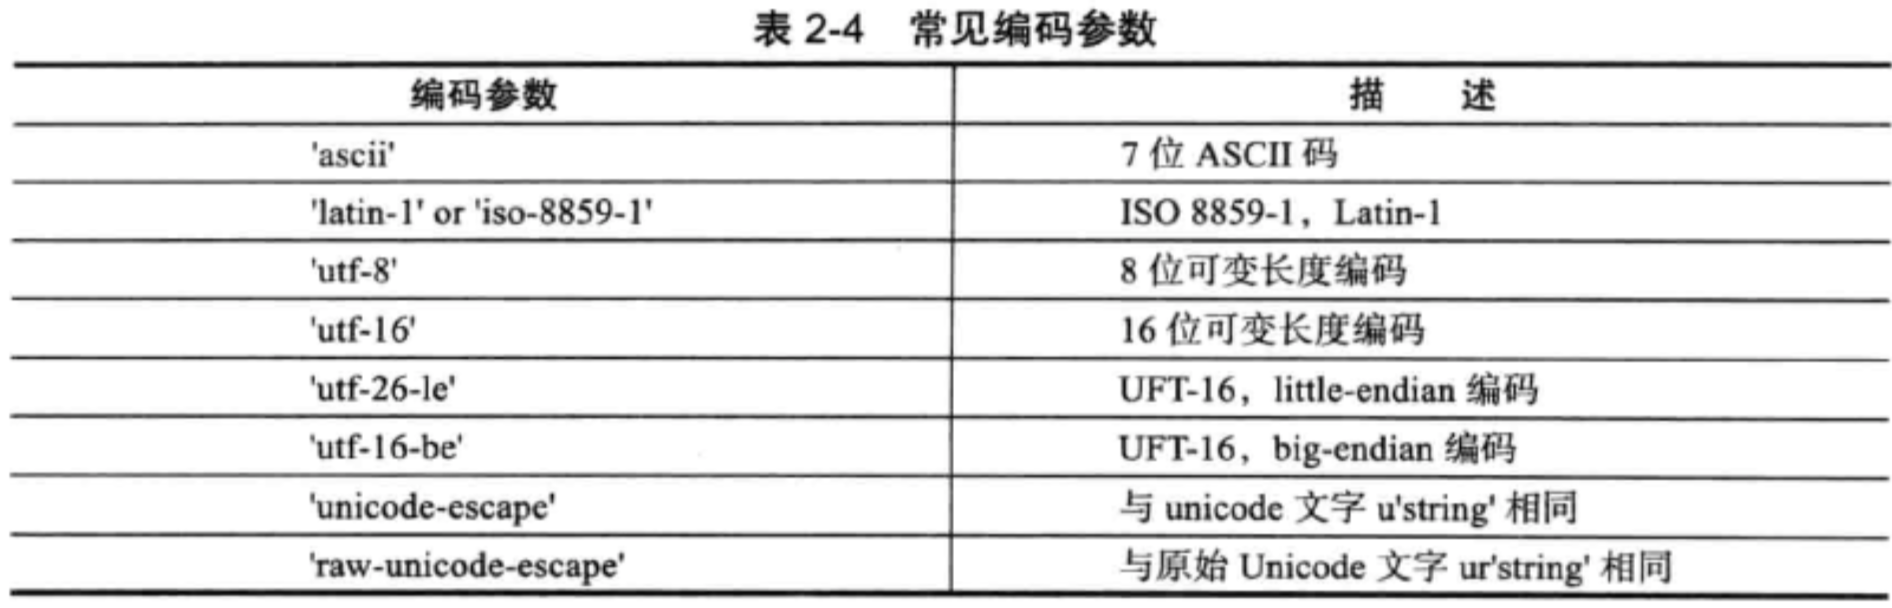 表 2-4 常见编码参数
编码参数 描 述
'ascii' 7 位 ASCII 码
'latin-1' or 'iso-8859-1' ISO 8859-1，Latin-1
'utf-8' 8 位可变长度编码
'utf-16' 16 位可变长度编码
'utf-26-le' UFT-16，little-endian 编码
'utf-16-be' UFT-16，big-endian 编码
'unicode-escape' 与 unicode 文字 u'string' 相同
'raw-unicode-escape' 与原始 Unicode 文字 ur'string' 相同